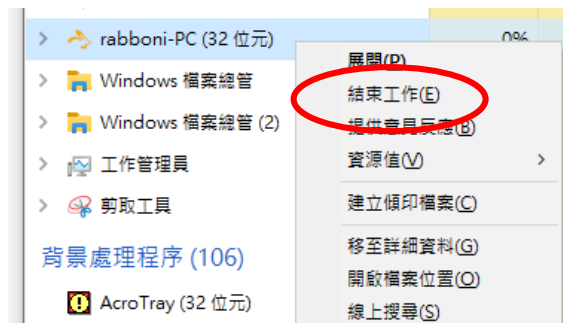 rabboni-PC (32 位元)
0%
Windows 檔案總管
Windows 檔案總管 (2)
工作管理員
剪取工具
背景處理程序 (106)
AcroTray (32 位元)
展開(P)
結束工作(E)
提供意見反應(B)
資源值(V)
建立傾印檔案(C)
移至詳細資料(G)
開啟檔案位置(O)
線上搜尋(S)